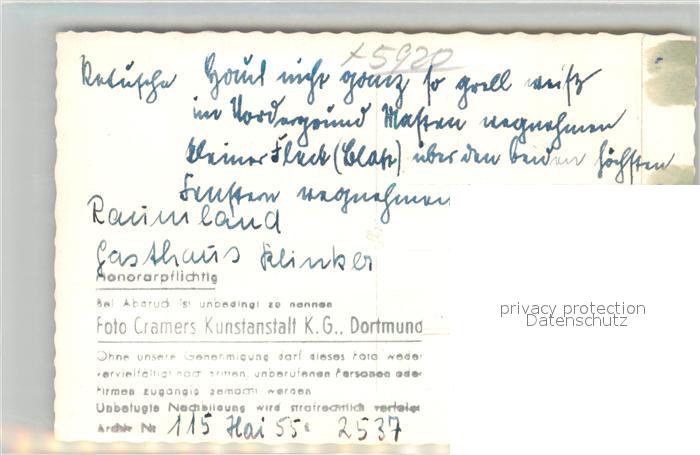 x 5920
Retusche Haus nicht ganz so grell weiß
im Vordergrund Masten wegnehmen
kleiner Fleck (Blatt) über den beiden höchsten
Fenstern wegnehmen
Raumland
Gasthaus Klinker
Honorarpflichtig
Bei Abdruck ist unbedingt zu nennen
Foto Cramers Kunstanstalt K.G., Dortmund
Ohne unsere Genehmigung darf dieses Foto weder
vervielfältigt noch dritten, unberufenen Personen oder
Firmen zugängig gemacht werden
Unbefugte Nachbildung wird strafrechtlich verfolgt
Archiv Nr. 115 Hai 55 2537
privacy protection
Datenschutz